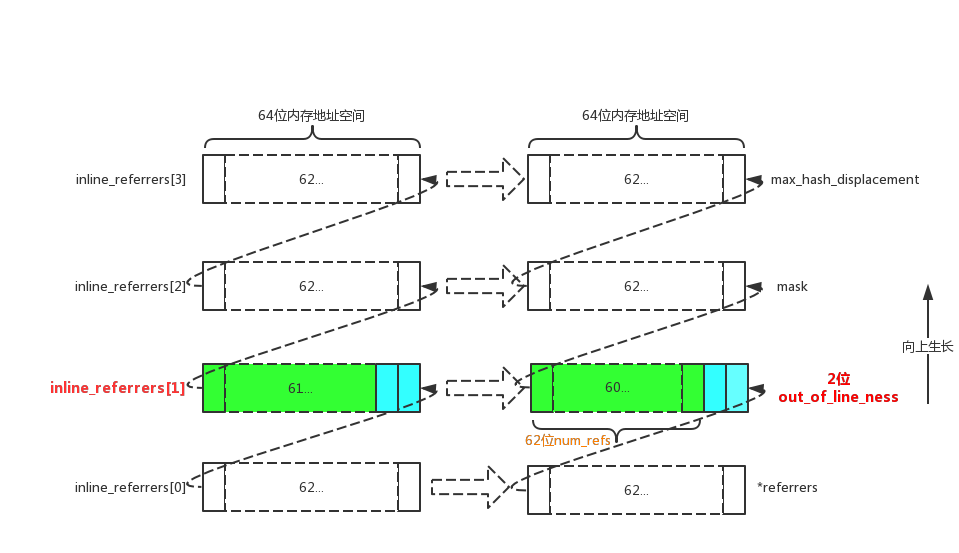 64位内存地址空间
64位内存地址空间
inline_referrers[3]
62...
62...
max_hash_displacement
inline_referrers[2]
62...
62...
mask
向上生长
inline_referrers[1]
61...
60...
2位
out_of_line_ness
62位num_refs
inline_referrers[0]
62...
62...
*referrers